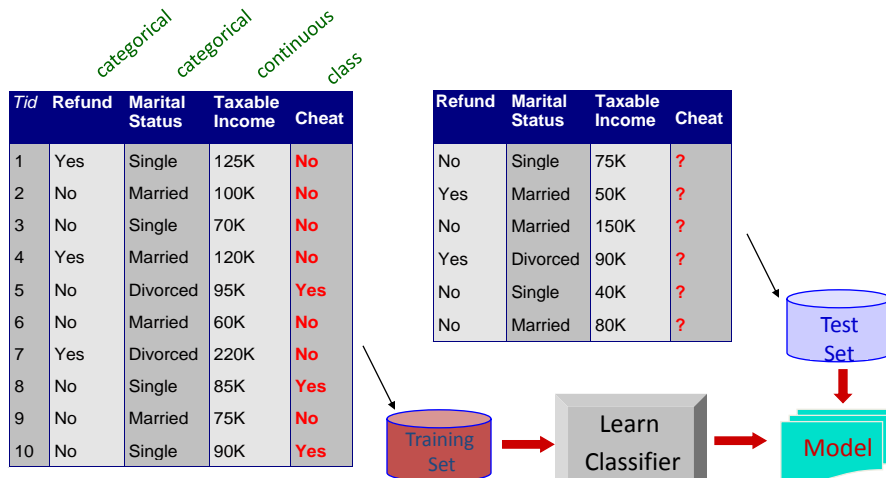 categorical categorical continuous class
Tid Refund Marital Status Taxable Income Cheat
1 Yes Single 125K No
2 No Married 100K No
3 No Single 70K No
4 Yes Married 120K No
5 No Divorced 95K Yes
6 No Married 60K No
7 Yes Divorced 220K No
8 No Single 85K Yes
9 No Married 75K No
10 No Single 90K Yes
Refund Marital Status Taxable Income Cheat
No Single 75K ?
Yes Married 50K ?
No Married 150K ?
Yes Divorced 90K ?
No Single 40K ?
No Married 80K ?
Test
Set
Training
Set
Learn
Classifier
Model